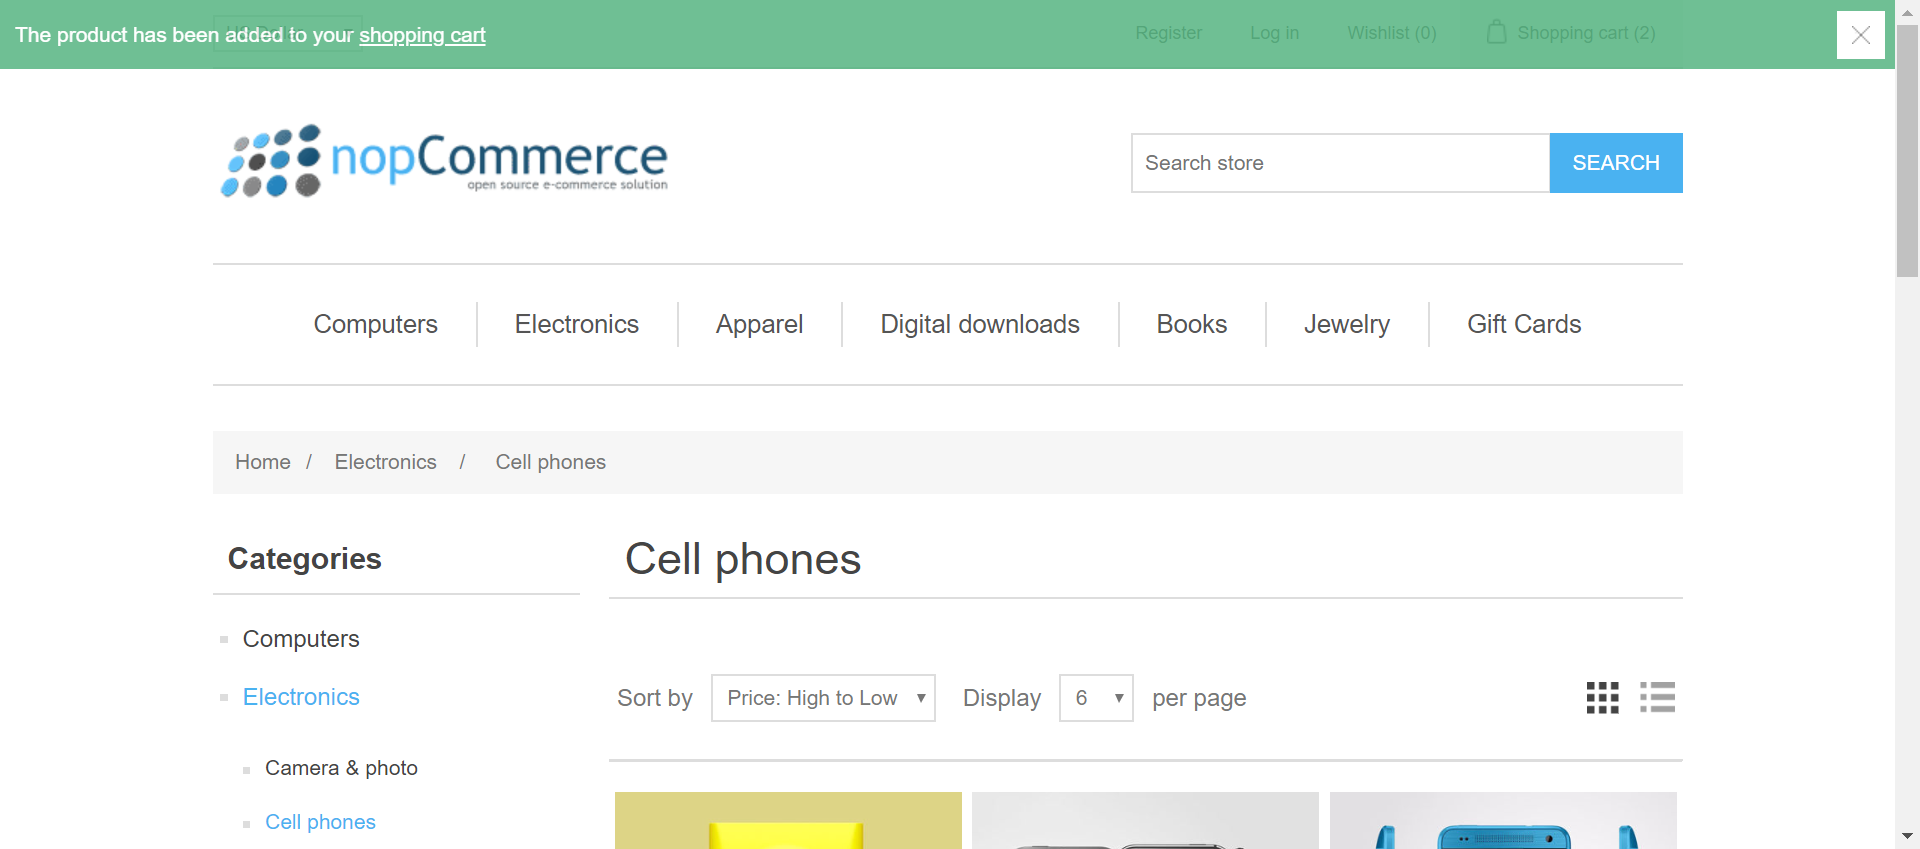 The product has been added to your shopping cart
Register Log in Wishlist (0) Shopping cart (2)
nopCommerce
open source e-commerce solution
Search store SEARCH
Computers Electronics Apparel Digital downloads Books Jewelry Gift Cards
Home / Electronics / Cell phones
Categories
Cell phones
Computers
Electronics
Sort by Price: High to Low Display 6 per page
Camera & photo
Cell phones